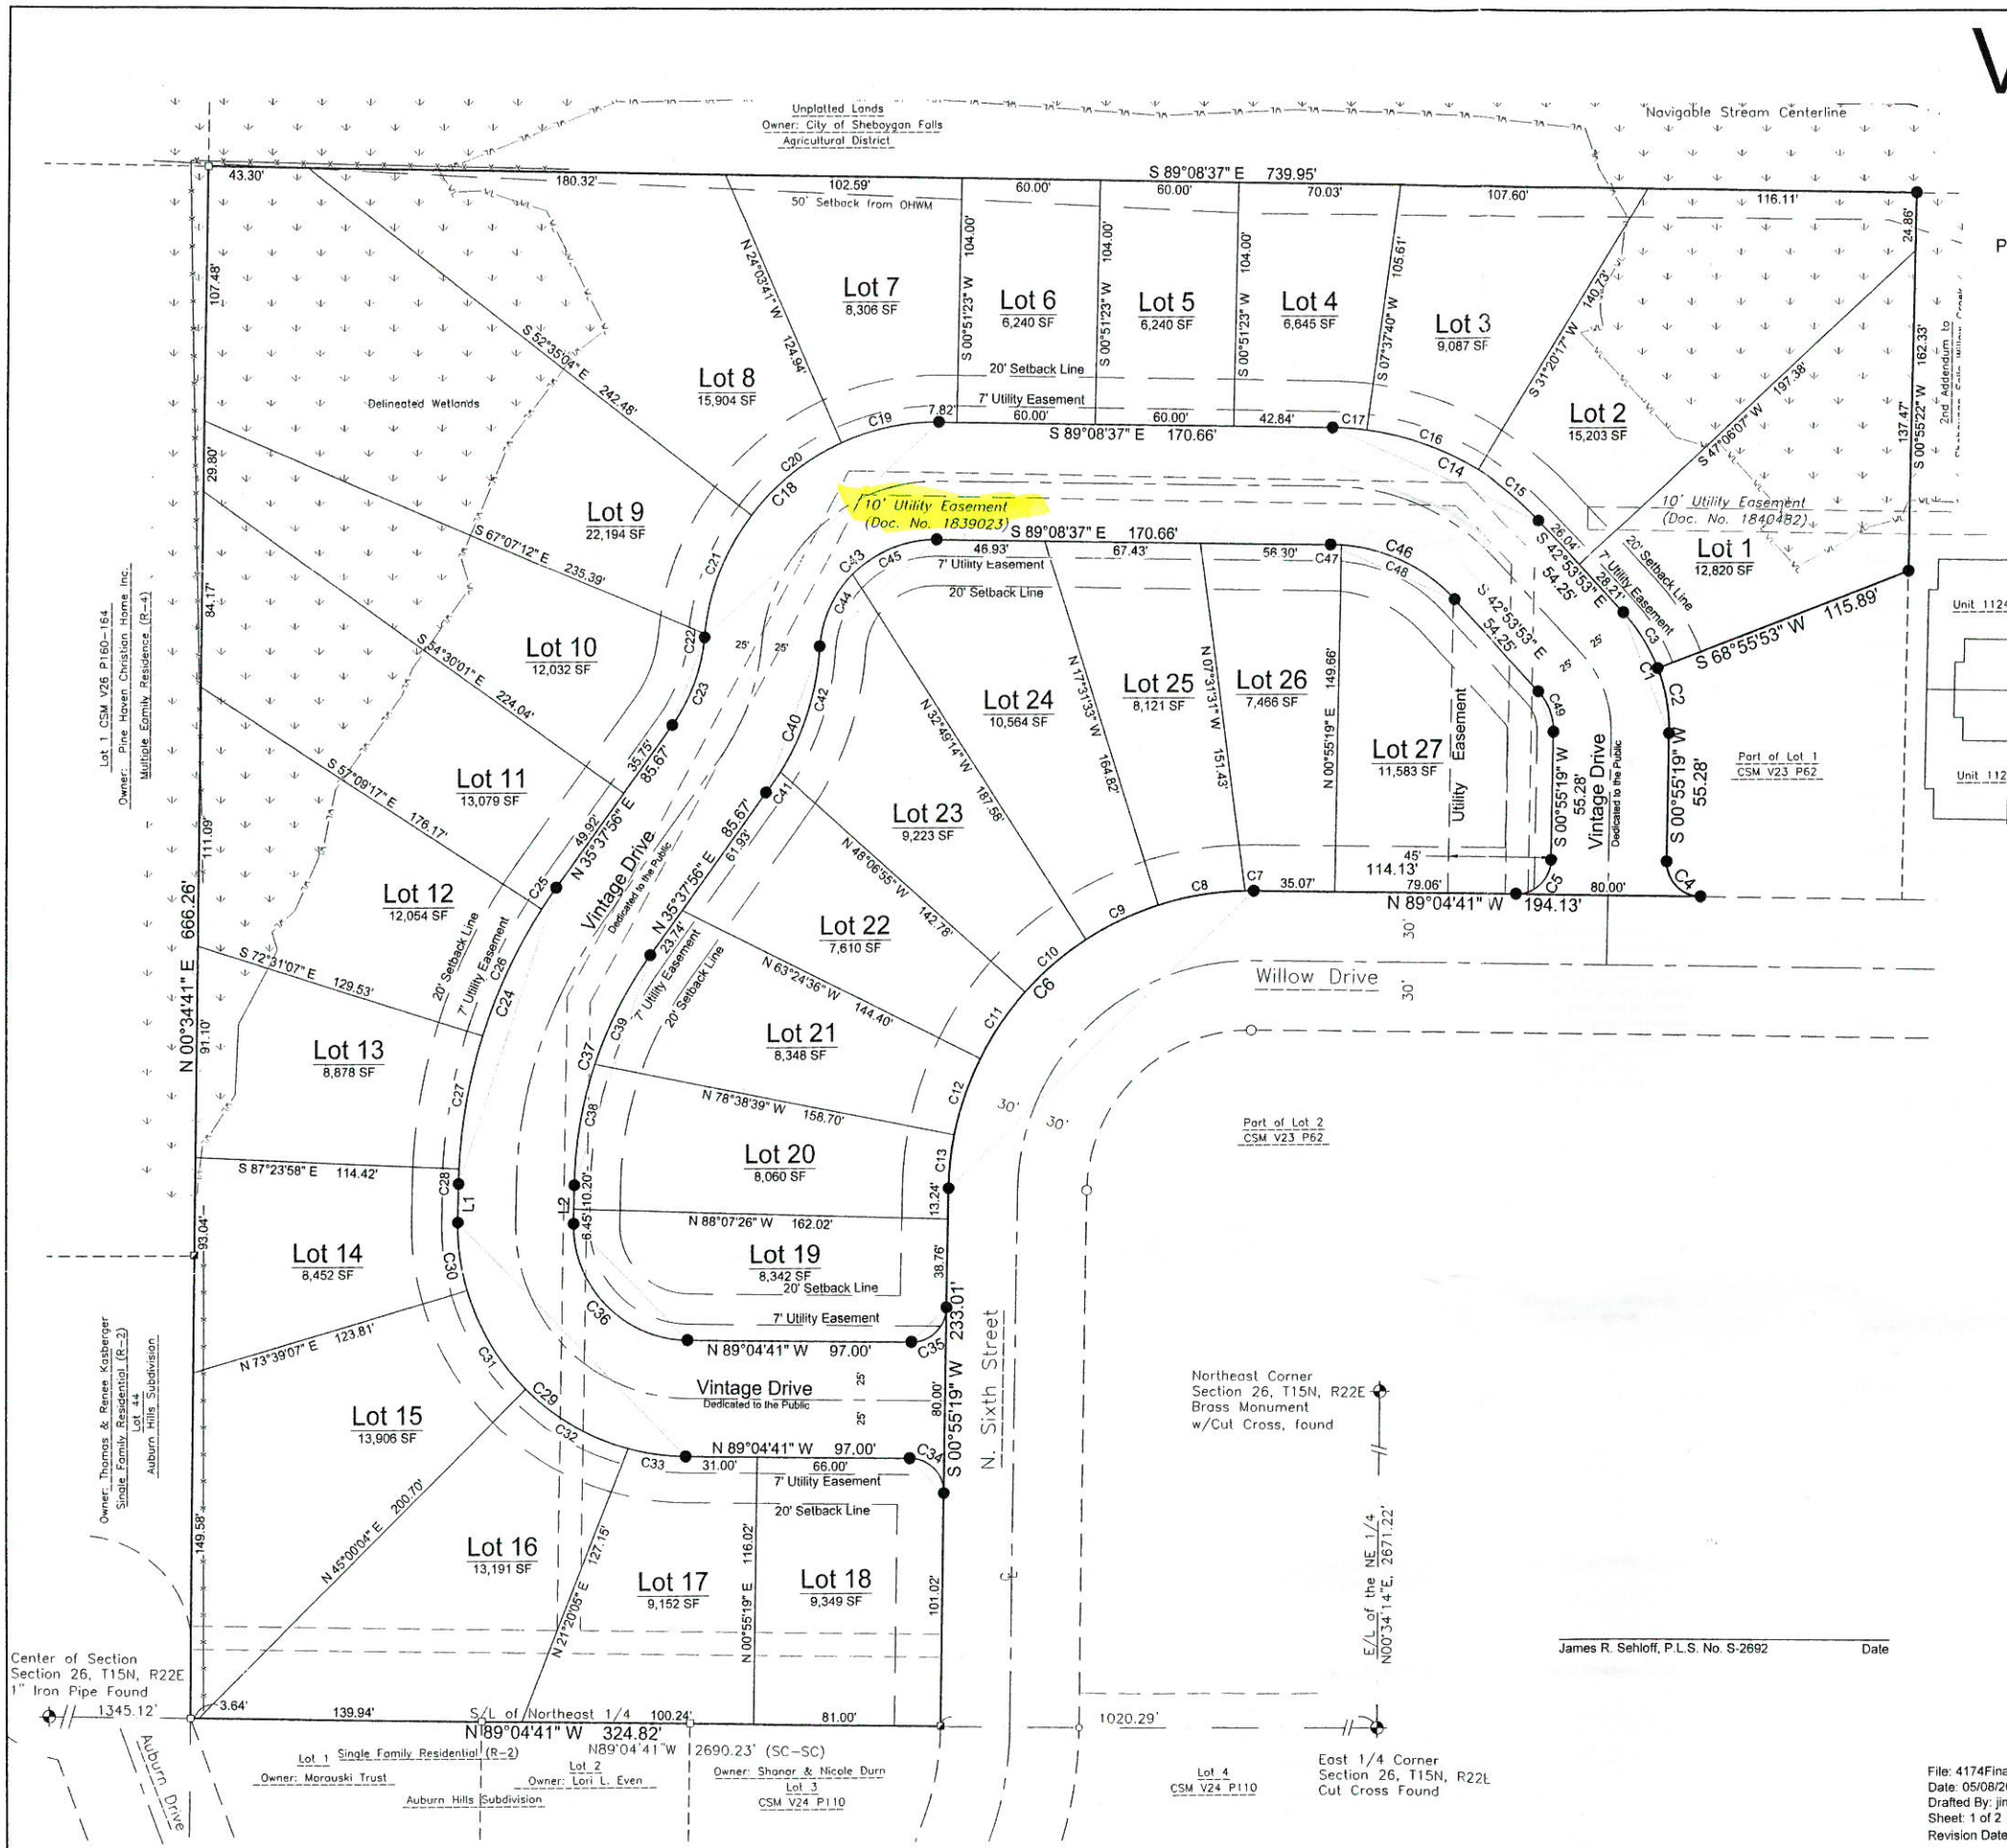 V
P
Unplatted Lands
Owner: City of Sheboygan Falls
Agricultural District
Navigable Stream Centerline
S 89°08'37" E 739.95'
43.30'
180.32'
102.59'
60.00'
60.00'
70.03'
107.60'
116.11'
24.86'
50' Setback from OHWM
107.48'
N 24°03'41" W 124.94'
S 00°51'23" W 104.00'
S 00°51'23" W 104.00'
S 00°51'23" W 104.00'
S 07°37'40" W 105.61'
S 31°20'17" W 140.73'
S 47°06'07" W 197.38'
S 00°55'22" W 162.33'
137.47'
2nd Addendum to
Lot 7
8,306 SF
Lot 6
6,240 SF
Lot 5
6,240 SF
Lot 4
6,645 SF
Lot 3
9,087 SF
Lot 2
15,203 SF
Lot 8
15,904 SF
S 52°35'04" E 242.48'
Delineated Wetlands
20' Setback Line
7' Utility Easement
C19
7.82'
60.00'
60.00'
42.84'
C17
S 89°08'37" E 170.66'
C16
C14
C15
C20
C18
29.80'
Lot 9
22,194 SF
S 67°07'12" E 235.39'
10' Utility Easement
(Doc. No. 1839023)
S 89°08'37" E 170.66'
46.93'
67.43'
56.30'
C47
C46
C48
7' Utility Easement
20' Setback Line
10' Utility Easement
(Doc. No. 1840482)
Lot 1
12,820 SF
26.04'
S 42°53'53" E
54.25'
28.21'
7' Utility Easement
20' Setback Line
S 68°55'53" W 115.89'
Unit 1124
C21
C43
C45
C44
C22
C23
25'
25'
84.17'
Lot 1 CSM V26 P160-164
Owner: Pine Haven Christian Home Inc.
Multiple Family Residence (R-4)
Lot 10
12,032 SF
S 54°30'01" E 224.04'
35.75'
85.67'
49.92'
N 35°37'56" E
C42
C40
C41
Lot 24
10,564 SF
Lot 25
8,121 SF
Lot 26
7,466 SF
Lot 27
11,583 SF
N 32°49'14" W 187.58'
N 17°31'33" W 164.82'
N 07°31'31" W 151.43'
N 00°55'19" E 149.66'
Utility Easement
S 42°53'53" E
54.25'
25'
25'
C3
C1
C2
C49
S 00°55'19" W
55.28'
Vintage Drive
Dedicated to the Public
S 00°55'19" W
55.28'
Part of Lot 1
CSM V23 P62
Unit 112
Lot 11
13,079 SF
S 57°09'17" E 176.17'
111.09'
Lot 23
9,223 SF
N 48°06'55" W 142.78'
Vintage Drive
Dedicated to the Public
85.67'
61.93'
N 35°37'56" E
23.74'
C25
45'
114.13'
C7
35.07'
79.06'
C5
80.00'
C4
N 89°04'41" W 194.13'
C8
C9
C10
C6
C11
C12
C13
Lot 12
12,054 SF
S 72°31'07" E 129.53'
N 00°34'41" E 666.26'
91.10'
20' Setback Line
7' Utility Easement
C26
C24
Lot 22
7,610 SF
N 63°24'36" W 144.40'
7' Utility Easement
20' Setback Line
C39
C37
C38
30'
30'
Willow Drive
Lot 13
8,878 SF
C27
Lot 21
8,348 SF
N 78°38'39" W 158.70'
30'
30'
Part of Lot 2
CSM V23 P62
S 87°23'58" E 114.42'
C28
L1
L2
6.45'
10.20'
Lot 20
8,060 SF
13.24'
N 88°07'26" W 162.02'
93.04'
Lot 14
8,452 SF
C30
Lot 19
8,342 SF
20' Setback Line
7' Utility Easement
38.76'
C36
C35
N 89°04'41" W 97.00'
S 00°55'19" W 233.01'
N. Sixth Street
N 73°39'07" E 123.81'
C31
C29
C32
C33
Vintage Drive
Dedicated to the Public
25'
25'
80.00'
N 89°04'41" W 97.00'
31.00'
66.00'
C34
7' Utility Easement
20' Setback Line
Owner: Thomas & Renee Kasberger
Single Family Residential (R-2)
Lot 44
Auburn Hills Subdivision
Lot 15
13,906 SF
N 45°00'04" E 200.70'
149.58'
Lot 16
13,191 SF
N 21°20'05" E 127.15'
Lot 17
9,152 SF
N 00°55'19" E 116.02'
Lot 18
9,349 SF
101.02'
Northeast Corner
Section 26, T15N, R22E
Brass Monument
w/Cut Cross, found
E/L of the NE 1/4
N00°34'14"E, 2671.22'
James R. Sehloff, P.L.S. No. S-2692 Date
Center of Section
Section 26, T15N, R22E
1" Iron Pipe Found
1345.12'
3.64'
139.94'
S/L of Northeast 1/4
100.24'
81.00'
N 89°04'41" W 324.82'
N89°04'41"W 2690.23' (SC-SC)
1020.29'
East 1/4 Corner
Section 26, T15N, R22E
Cut Cross Found
Auburn Drive
Lot 1
Single Family Residential (R-2)
Owner: Morauski Trust
Auburn Hills Subdivision
Lot 2
Owner: Lori L. Even
Owner: Shanor & Nicole Durn
Lot 3
CSM V24 P110
Lot 4
CSM V24 P110
File: 4174Fina
Date: 05/08/2
Drafted By: jim
Sheet: 1 of 2
Revision Date